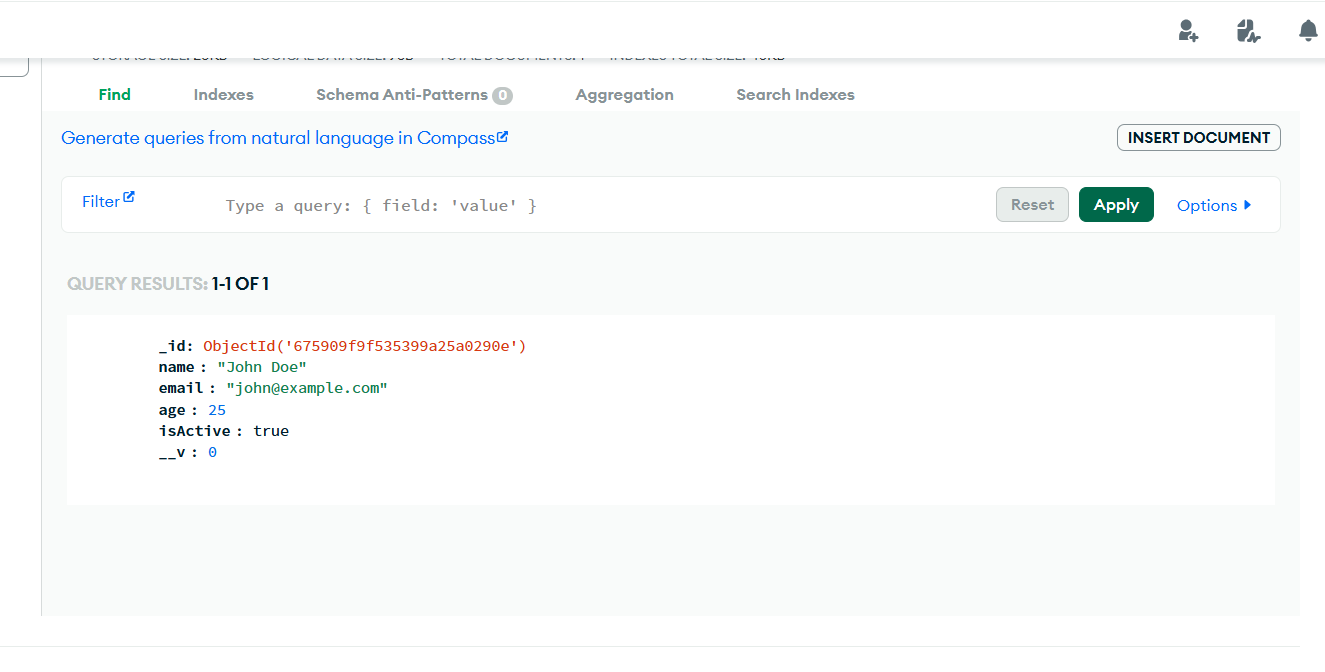 Find Indexes Schema Anti-Patterns 0 Aggregation Search Indexes
Generate queries from natural language in Compass
INSERT DOCUMENT
Filter
Type a query: { field: 'value' }
Reset
Apply
Options
QUERY RESULTS: 1-1 OF 1
_id: ObjectId('675909f9f535399a25a0290e')
name : "John Doe"
email : "john@example.com"
age : 25
isActive : true
__v : 0